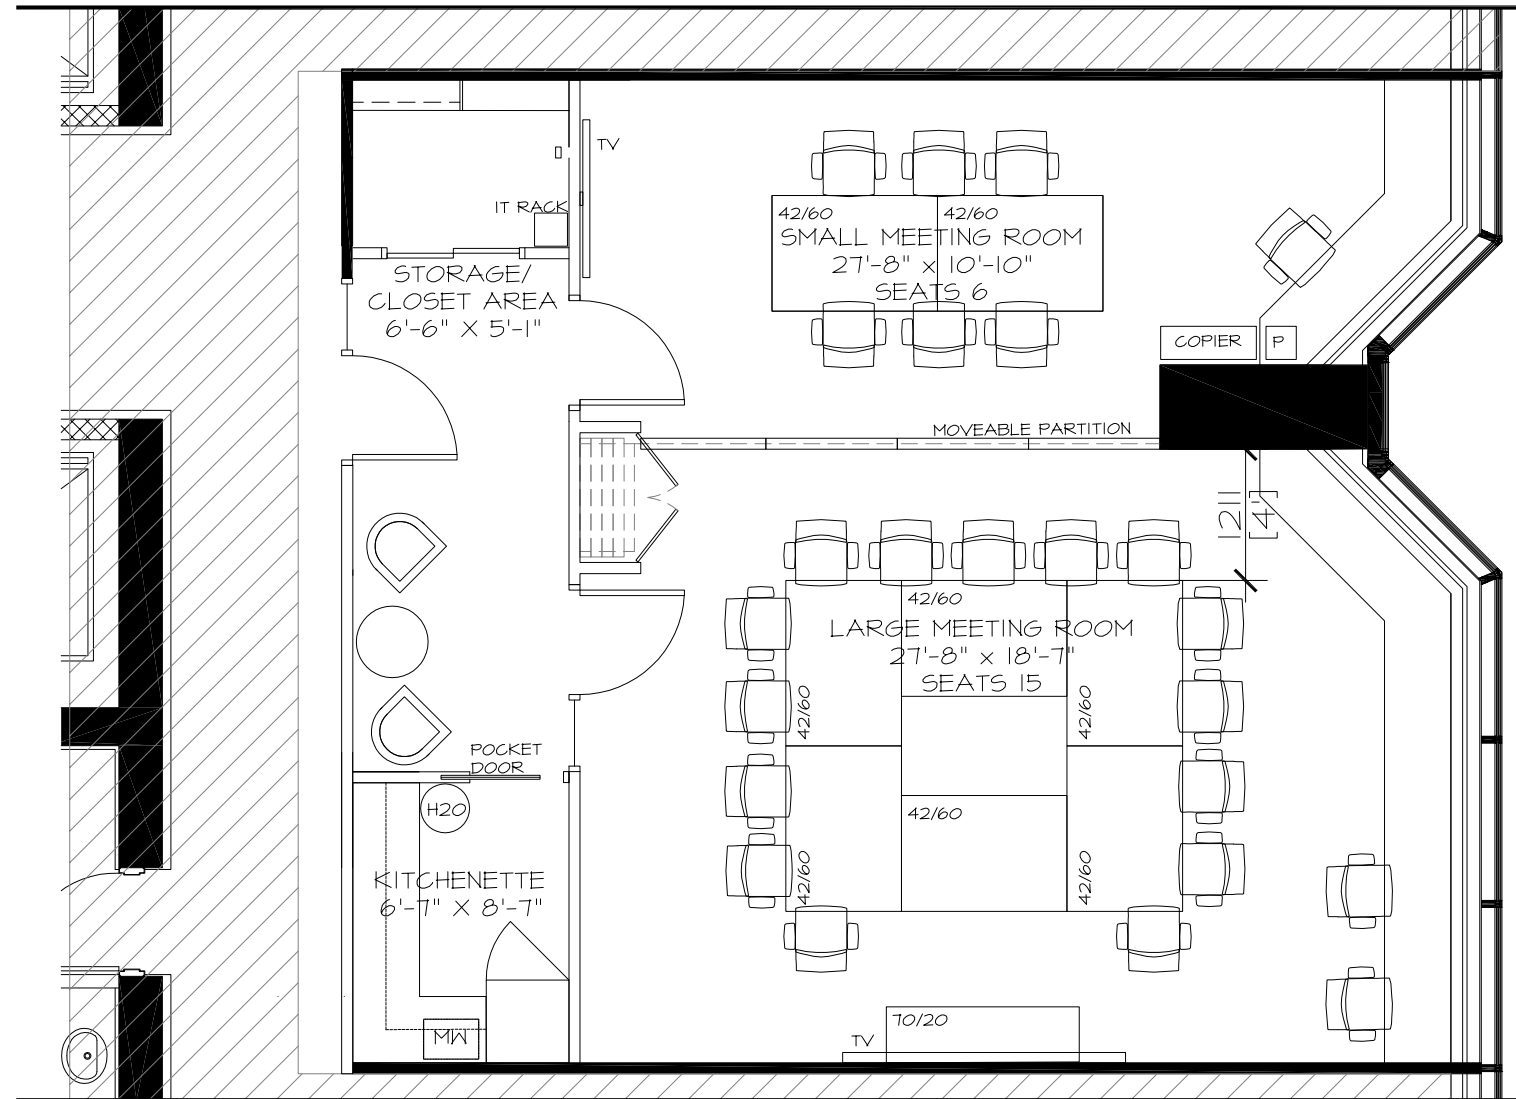 TV
IT RACK
42/60
42/60
SMALL MEETING ROOM
27'-8" x 10'-10"
SEATS 6
STORAGE/
CLOSET AREA
6'-6" X 5'-1"
COPIER
P
MOVEABLE PARTITION
1211
[4']
42/60
LARGE MEETING ROOM
27'-8" x 18'-7"
SEATS 15
42/60
42/60
POCKET
DOOR
H2O
42/60
42/60
42/60
KITCHENETTE
6'-7" X 8'-7"
70/20
TV
MW